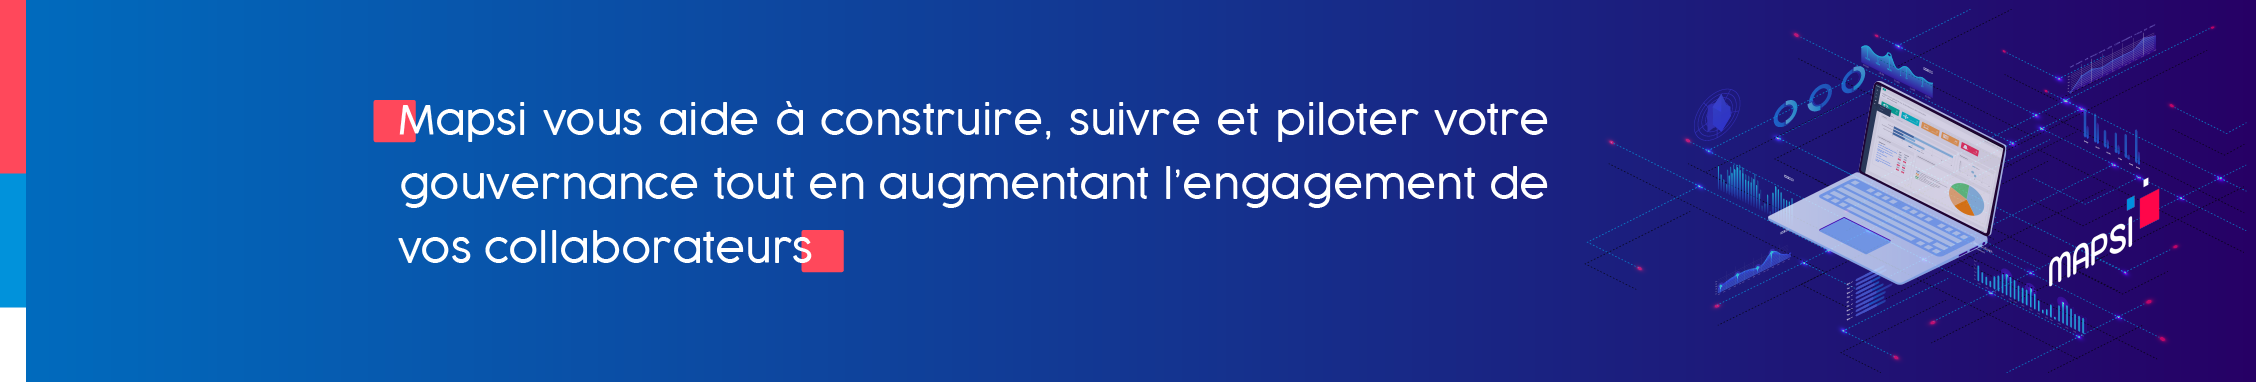 Mapsi vous aide à construire, suivre et piloter votre
gouvernance tout en augmentant l'engagement de
vos collaborateurs
MAPSI